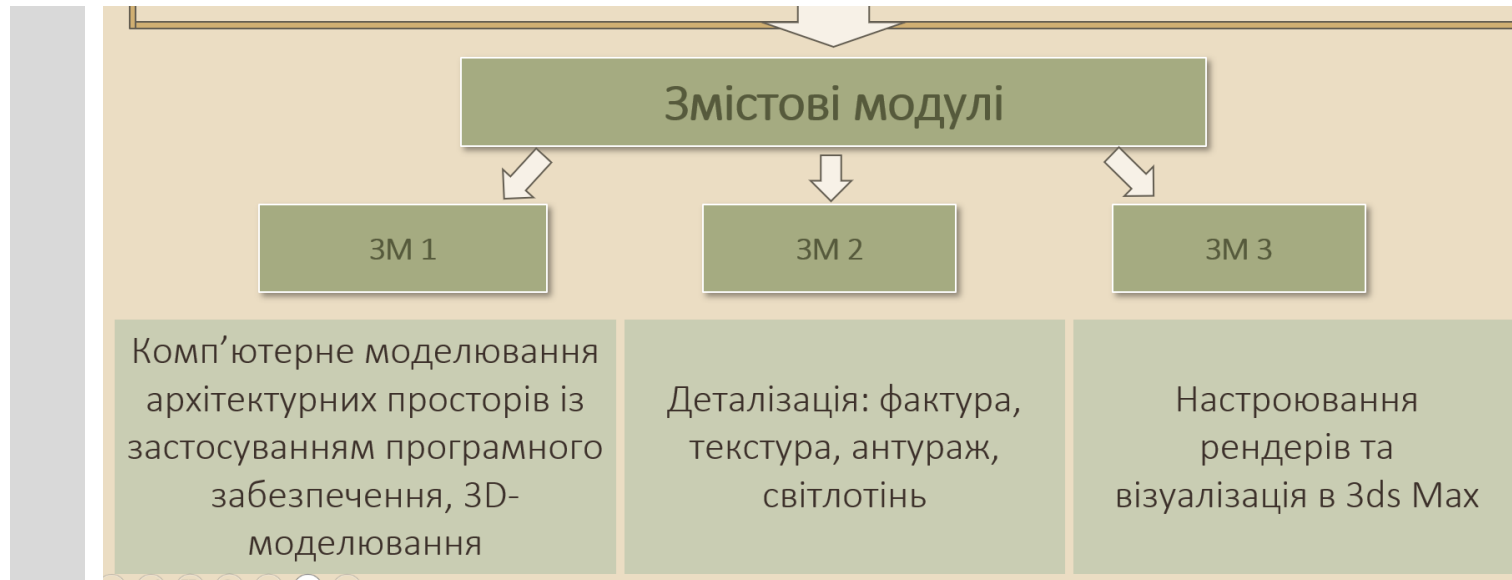 Змістові модулі
ЗМ 1
ЗМ 2
ЗМ 3
Комп’ютерне моделювання
архітектурних просторів із
застосуванням програмного
забезпечення, 3D-
моделювання
Деталізація: фактура,
текстура, антураж,
світлотінь
Настроювання
рендерів та
візуалізація в 3ds Max